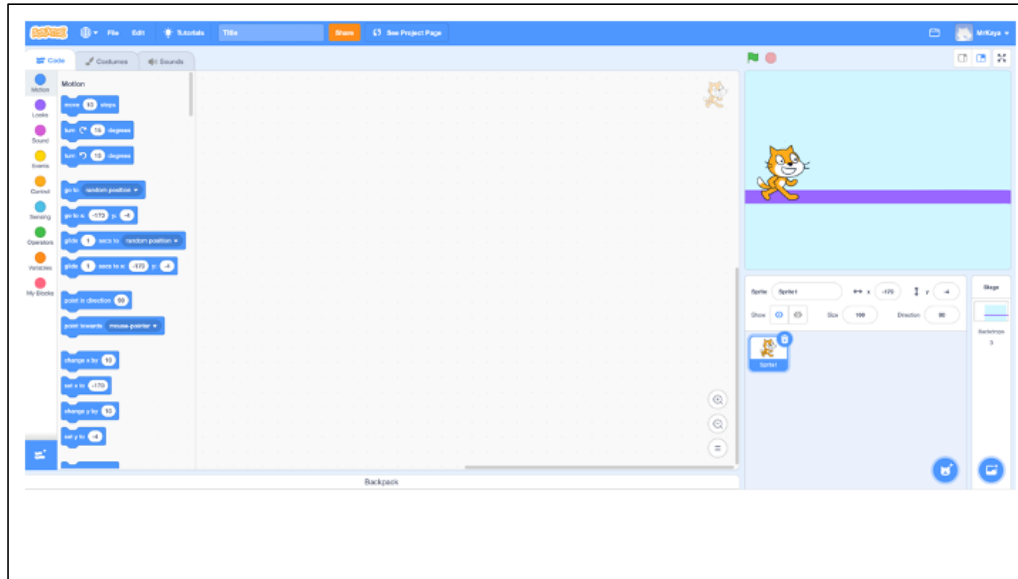 SCRATCH File Edit Tutorials Title Share See Project Page MrKaye
Code Costumes Sounds
Motion
Looks
Sound
Events
Control
Sensing
Operators
Variables
My Blocks
Motion
move 10 steps
turn 15 degrees
turn 15 degrees
go to random position
go to x: -173 y: -4
glide 1 secs to random position
glide 1 secs to x: -173 y: -4
point in direction 90
point towards mouse-pointer
change x by 10
set x to -173
change y by 10
set y to -4
Backpack
Sprite Sprite1 x -173 y -4
Show Size 100 Direction 90
Sprite1
Stage
Backdrops